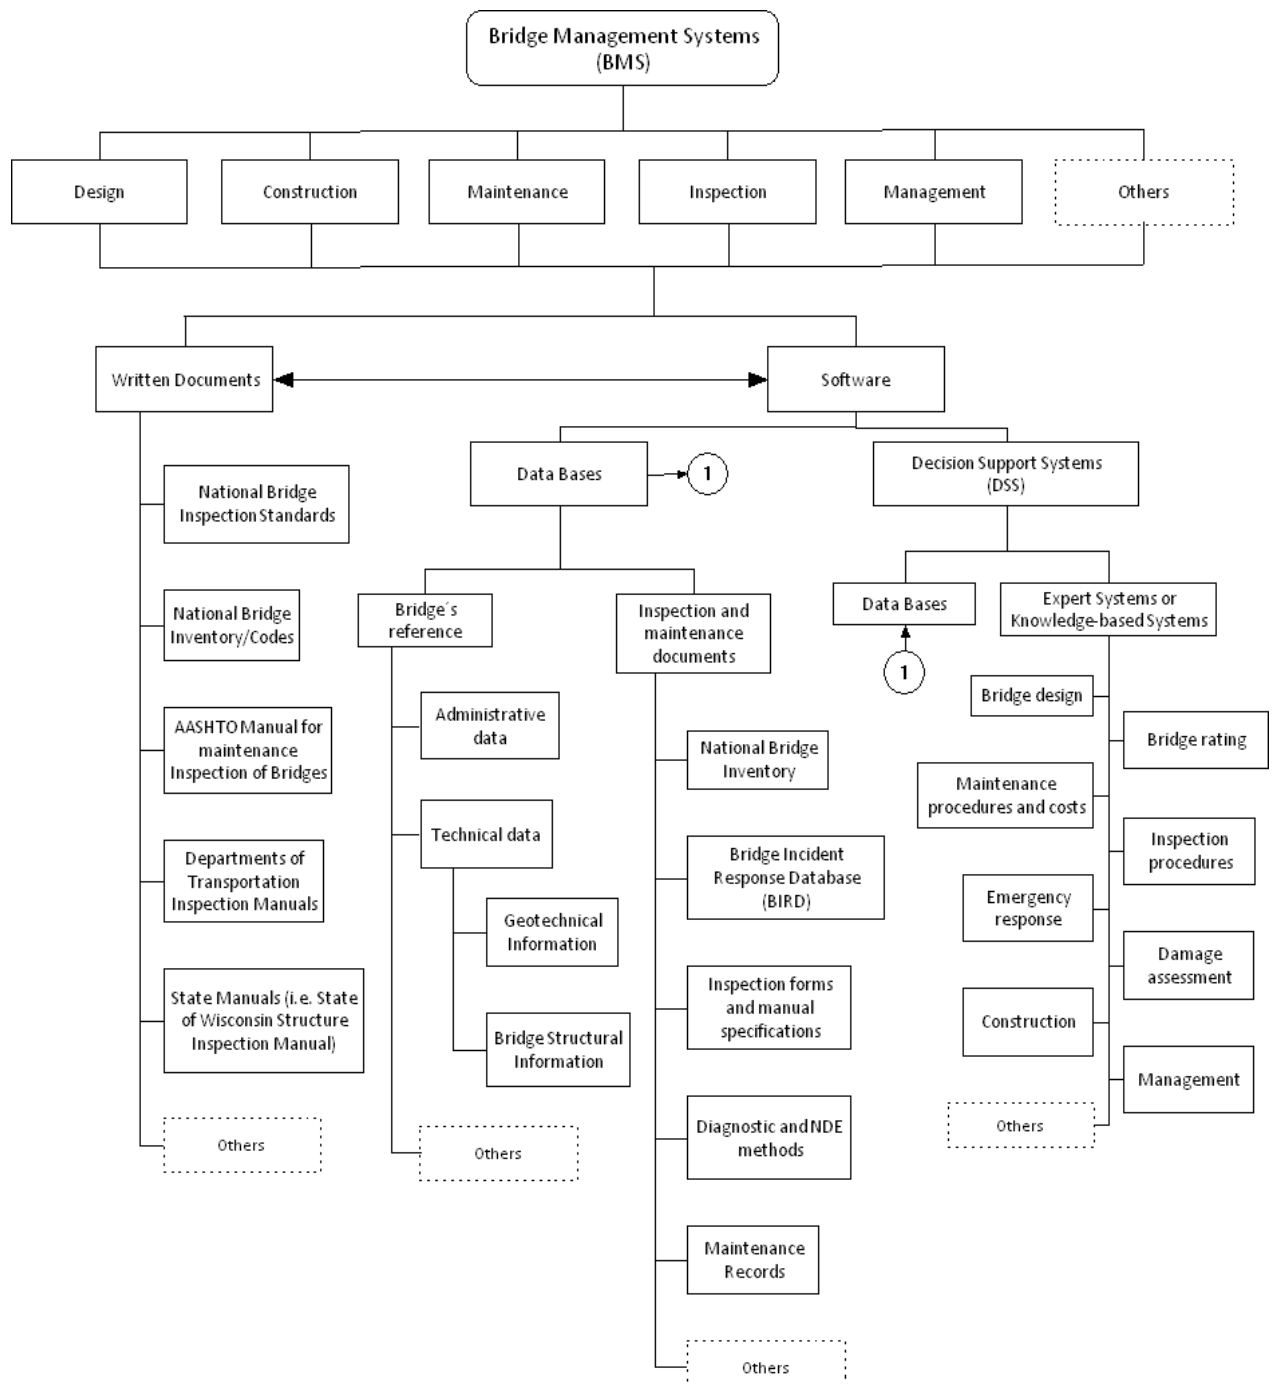 Bridge Management Systems
(BMS)
Design
Construction
Maintenance
Inspection
Management
Others
Written Documents
Software
Data Bases
1
Decision Support Systems
(DSS)
National Bridge
Inspection Standards
National Bridge
Inventory/Codes
AASHTO Manual for
maintenance
Inspection of Bridges
Departments of
Transportation
Inspection Manuals
State Manuals (i.e. State
of Wisconsin Structure
Inspection Manual)
Others
Bridge´s
reference
Administrative
data
Technical data
Geotechnical
Information
Bridge Structural
Information
Others
Inspection and
maintenance
documents
National Bridge
Inventory
Bridge Incident
Response Database
(BIRD)
Inspection forms
and manual
specifications
Diagnostic and NDE
methods
Maintenance
Records
Others
Data Bases
1
Expert Systems or
Knowledge-based Systems
Bridge design
Bridge rating
Maintenance
procedures and costs
Inspection
procedures
Emergency
response
Damage
assessment
Construction
Management
Others